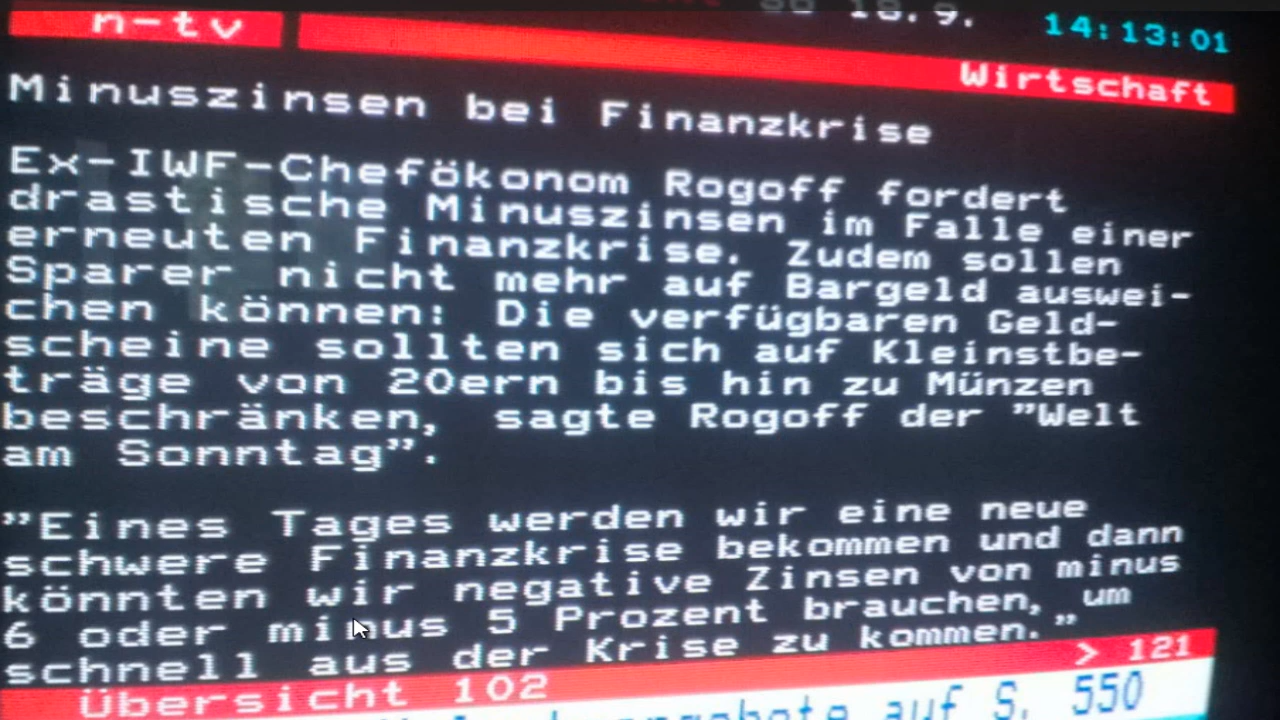 n-tv
So 18.9. 14:13:01
Wirtschaft
Minuszinsen bei Finanzkrise
Ex-IWF-Chefökonom Rogoff fordert
drastische Minuszinsen im Falle einer
erneuten Finanzkrise. Zudem sollen
Sparer nicht mehr auf Bargeld auswei-
chen können: Die verfügbaren Geld-
scheine sollten sich auf Kleinstbe-
träge von 20ern bis hin zu Münzen
beschränken, sagte Rogoff der "Welt
am Sonntag".
"Eines Tages werden wir eine neue
schwere Finanzkrise bekommen und dann
könnten wir negative Zinsen von minus
6 oder minus 5 Prozent brauchen, um
schnell aus der Krise zu kommen."
> 121
Übersicht 102
auf S. 550